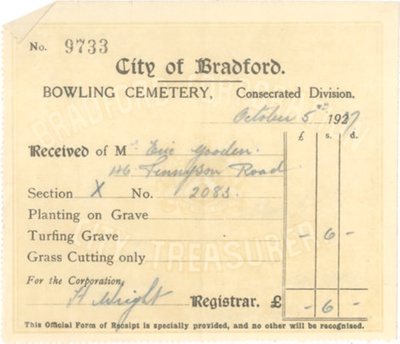 No. 9733
City of Bradford.
BOWLING CEMETERY, Consecrated Division.
October 5th 1927
£ s. d.
Received of Mr Eric Gooden.
46 Tennyson Road
Section X No. 2083.
Planting on Grave
Turfing Grave - 6 -
Grass Cutting only
For the Corporation,
H Wright Registrar. £ - 6 -
This Official Form of Receipt is specially provided, and no other will be recognised.